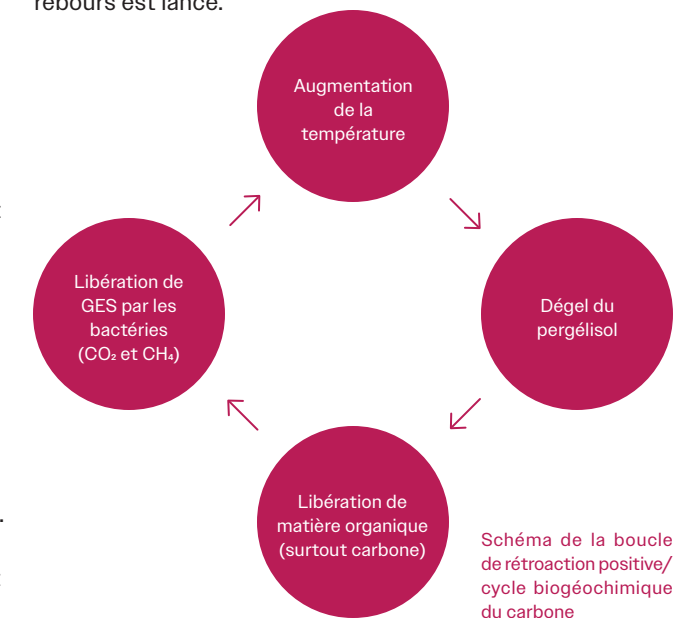 rebours est lancé.
Augmentation
de la
température
Dégel du
pergélisol
Libération de
matière organique
(surtout carbone)
Libération de
GES par les
bactéries
(CO₂ et CH₄)
Schéma de la boucle
de rétroaction positive/
cycle biogéochimique
du carbone